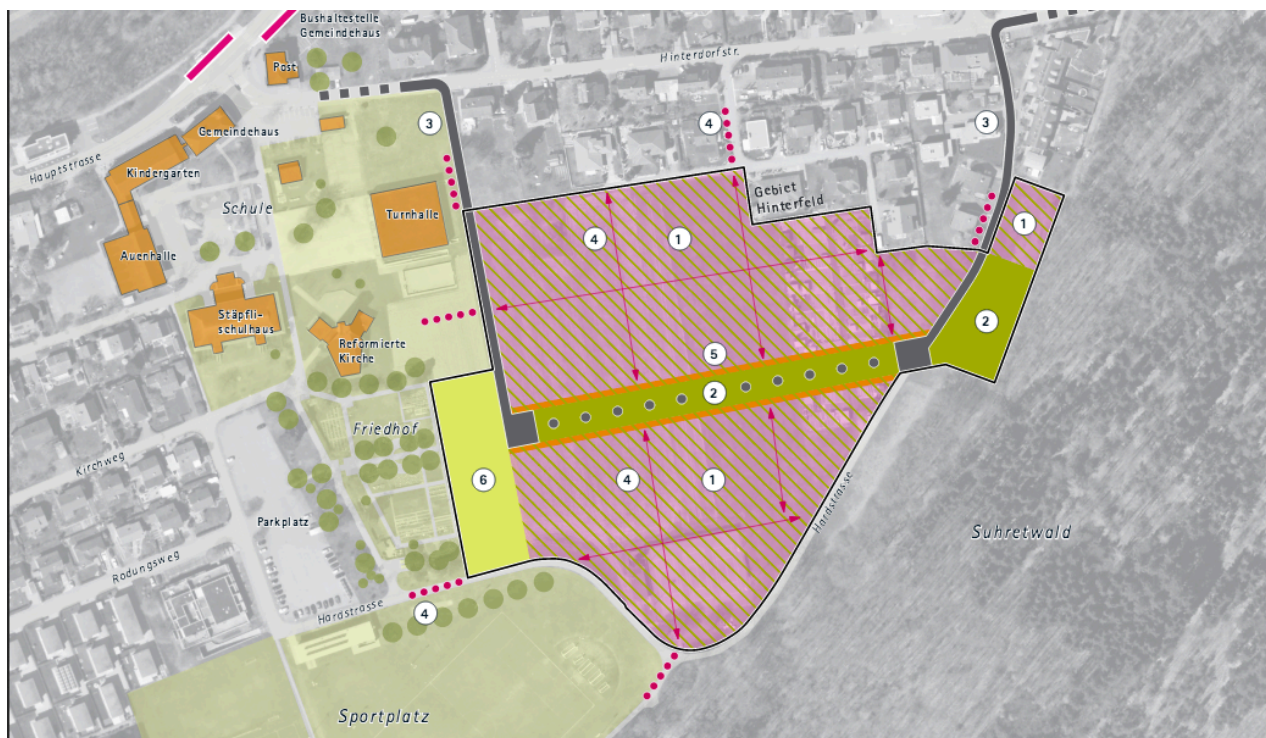 Bushaltestelle
Gemeindehaus
Hinterdorfstr.
Post
3
4
3
Gemeindehaus
Hauptstrasse
Kindergarten
Gebiet
Hinterfeld
Schule
Turnhalle
1
4
1
Auenhalle
Stäpfli-
schulhaus
2
Reformierte
Kirche
5
2
Friedhof
Kirchweg
6
4
1
Hardstrasse
Parkplatz
Suhretwald
Rodungsweg
Hardstrasse
4
Sportplatz